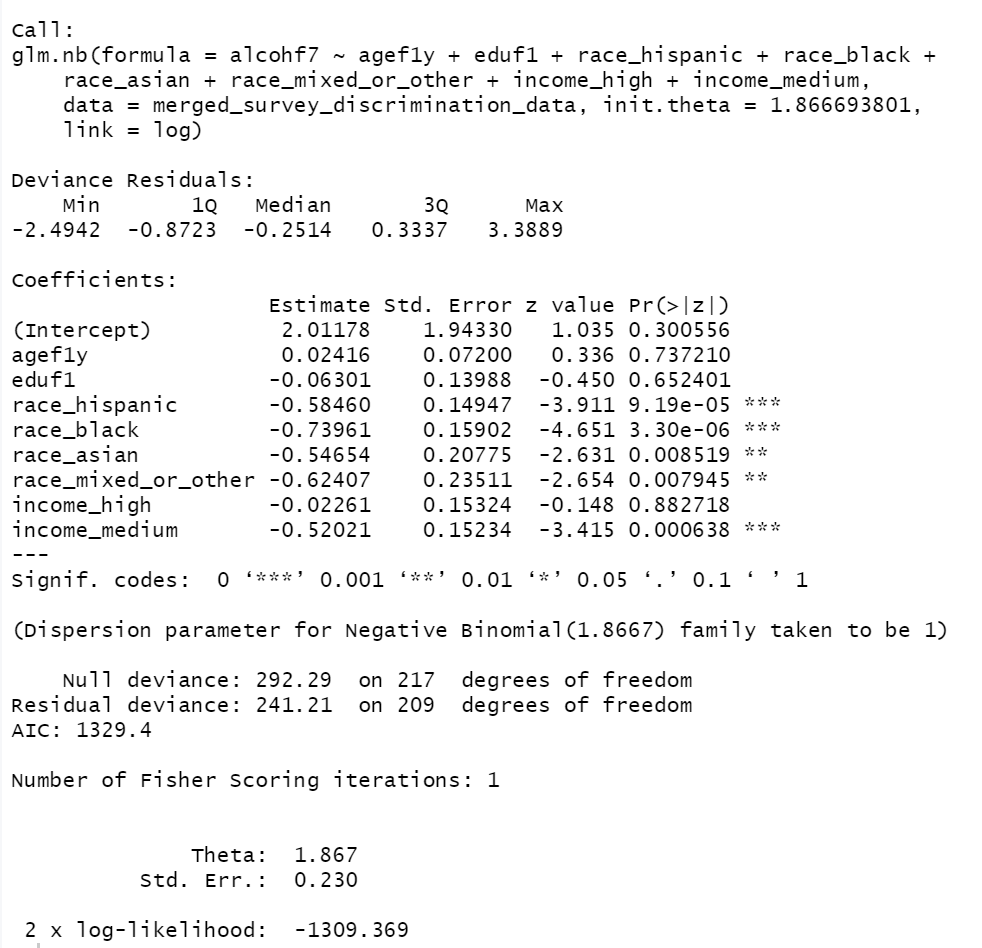 Call:
glm.nb(formula = alcohf7 ~ agef1y + eduf1 + race_hispanic + race_black +
    race_asian + race_mixed_or_other + income_high + income_medium,
    data = merged_survey_discrimination_data, init.theta = 1.866693801,
    link = log)

Deviance Residuals:
    Min       1Q   Median       3Q      Max
-2.4942  -0.8723  -0.2514   0.3337   3.3889

Coefficients:
                    Estimate Std. Error z value Pr(>|z|)
(Intercept)          2.01178    1.94330   1.035 0.300556
agef1y               0.02416    0.07200   0.336 0.737210
eduf1               -0.06301    0.13988  -0.450 0.652401
race_hispanic       -0.58460    0.14947  -3.911 9.19e-05 ***
race_black          -0.73961    0.15902  -4.651 3.30e-06 ***
race_asian          -0.54654    0.20775  -2.631 0.008519 **
race_mixed_or_other -0.62407    0.23511  -2.654 0.007945 **
income_high         -0.02261    0.15324  -0.148 0.882718
income_medium       -0.52021    0.15234  -3.415 0.000638 ***
---
Signif. codes:  0 ‘***’ 0.001 ‘**’ 0.01 ‘*’ 0.05 ‘.’ 0.1 ‘ ’ 1

(Dispersion parameter for Negative Binomial(1.8667) family taken to be 1)

    Null deviance: 292.29  on 217  degrees of freedom
Residual deviance: 241.21  on 209  degrees of freedom
AIC: 1329.4

Number of Fisher Scoring iterations: 1

              Theta:  1.867
          Std. Err.:  0.230

 2 x log-likelihood:  -1309.369